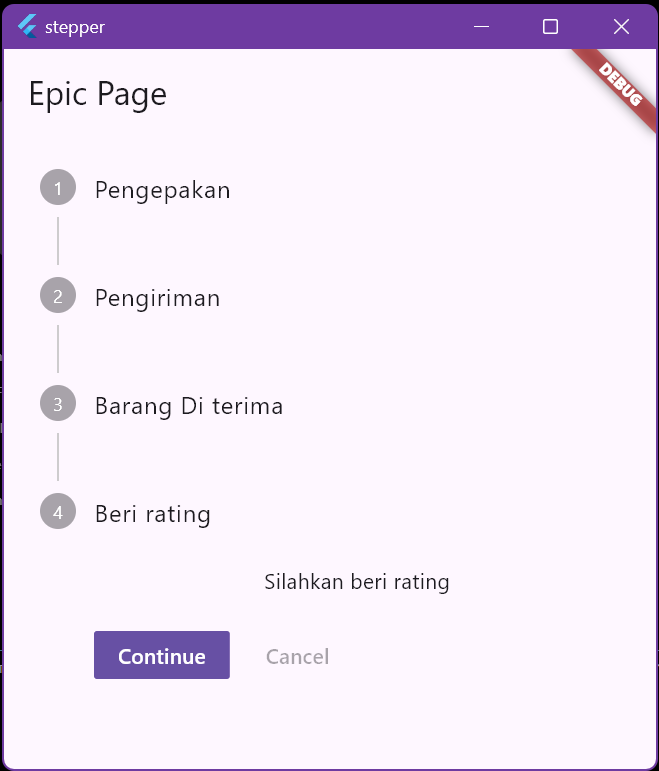 stepper
DEBUG
Epic Page
1 Pengepakan
2 Pengiriman
3 Barang Di terima
4 Beri rating
Silahkan beri rating
Continue Cancel